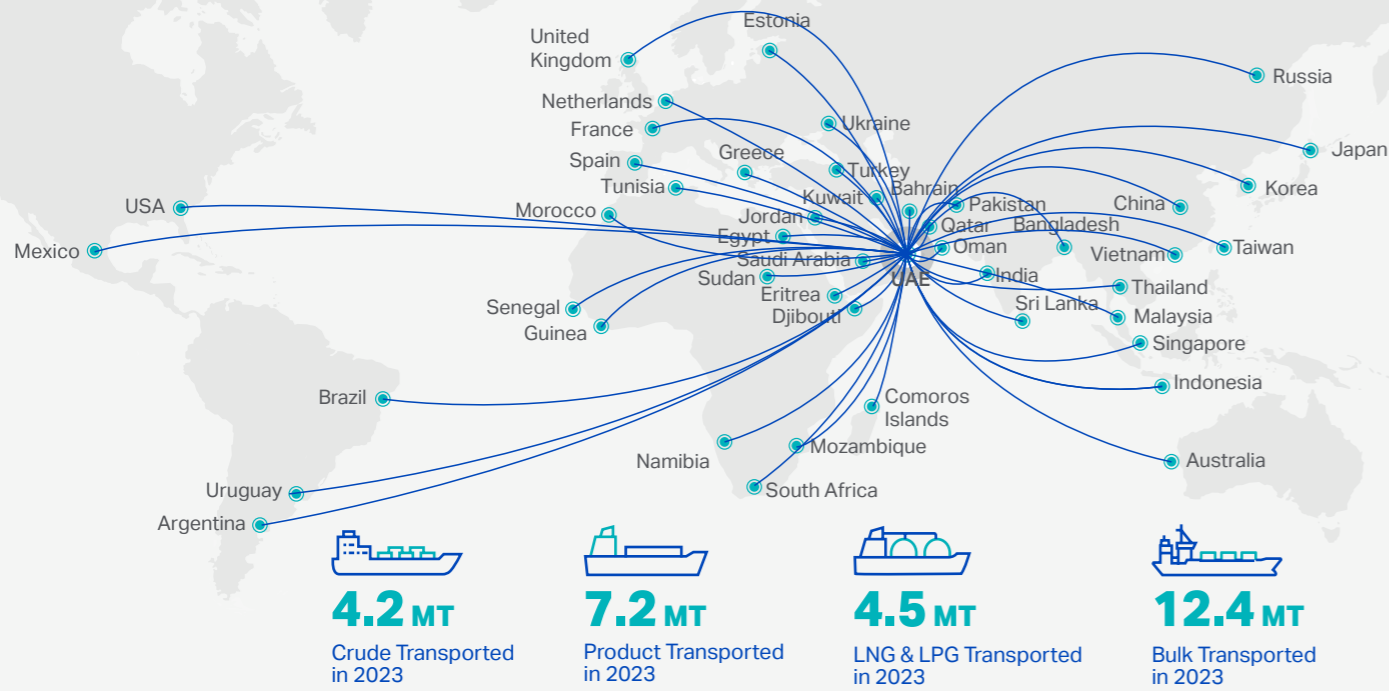 Estonia
United
Kingdom
Russia
Netherlands
Ukraine
France
Japan
Greece
Spain
Turkey
Tunisia
Kuwait
Bahrain
Korea
USA
Morocco
Pakistan
China
Jordan
Qatar
Bangladesh
Egypt
Mexico
Oman
Vietnam
Taiwan
Saudi Arabia
Sudan
UAE
India
Thailand
Eritrea
Sri Lanka
Senegal
Djibouti
Malaysia
Guinea
Singapore
Indonesia
Brazil
Comoros
Islands
Mozambique
Namibia
Australia
Uruguay
South Africa
Argentina
4.2 MT
Crude Transported
in 2023
7.2 MT
Product Transported
in 2023
4.5 MT
LNG & LPG Transported
in 2023
12.4 MT
Bulk Transported
in 2023